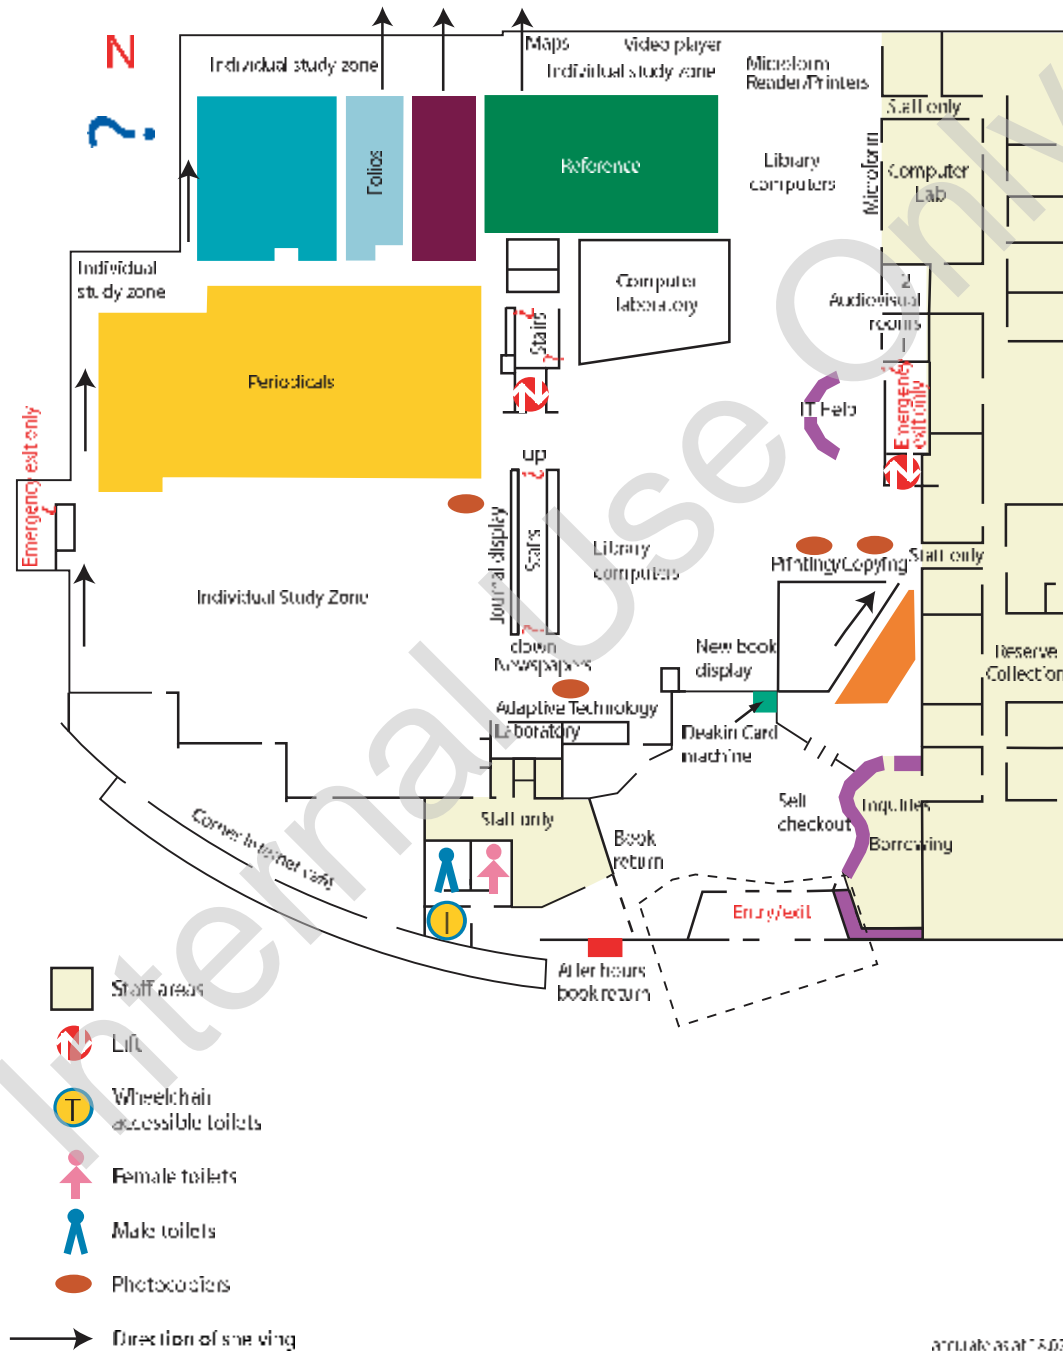 N
Maps
Video player
Individual study zone
Individual study zone
Microform
Reader/Printers
Staff only
Folios
Reference
Library
computers
Microform
Computer
Lab
Individual
study zone
Computer
laboratory
2
Audiovisual
rooms
1
Stairs
Periodicals
IT Help
Emergency
exit only
Emergency exit only
up
Journal display
Stairs
Library
computers
Printing/Copying
Staff only
Individual Study Zone
down
Newspapers
New book
display
Reserve
Collection
Adaptive Technology
Laboratory
Deakin Card
machine
Self
checkout
Inquiries
Borrowing
Corner Internet café
Staff only
Book
return
Entry/exit
After hours
book return
Staff areas
Lift
T
Wheelchair
accessible toilets
Female toilets
Male toilets
Photocopiers
Direction of shelving
accurate as at
Internal Use Only